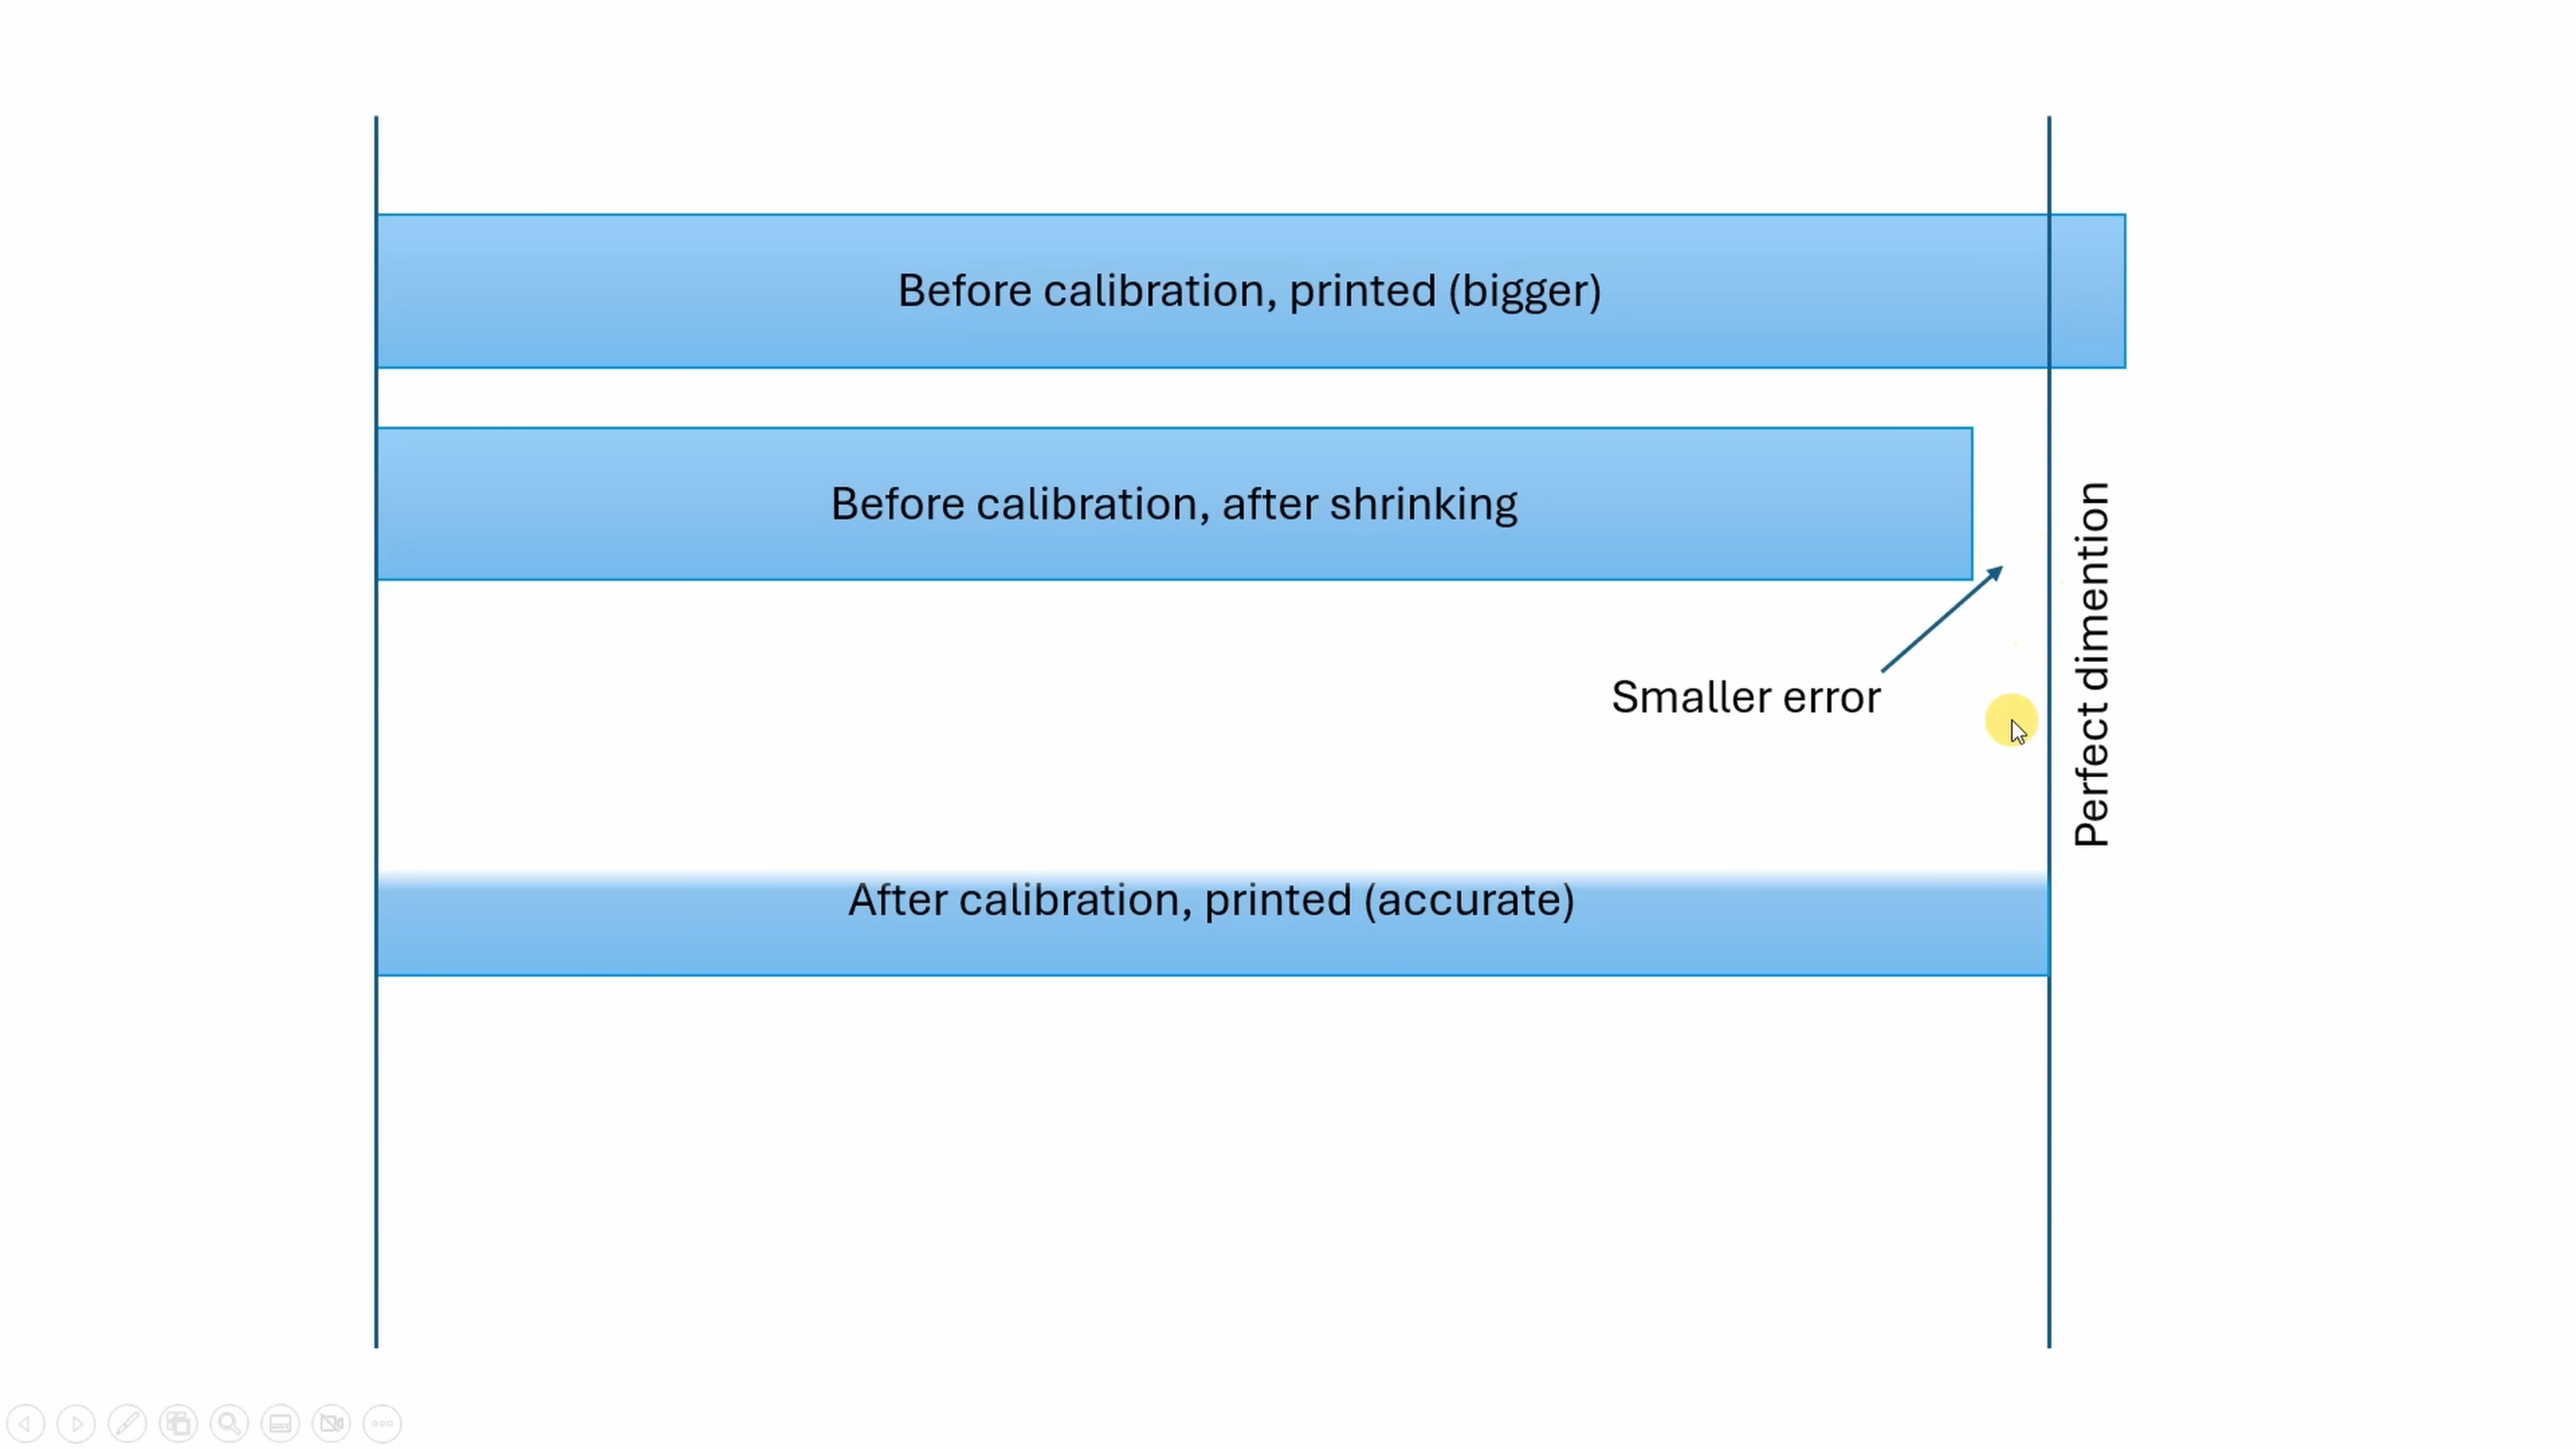 Before calibration, printed (bigger)
Before calibration, after shrinking
Smaller error
Perfect dimention
After calibration, printed (accurate)